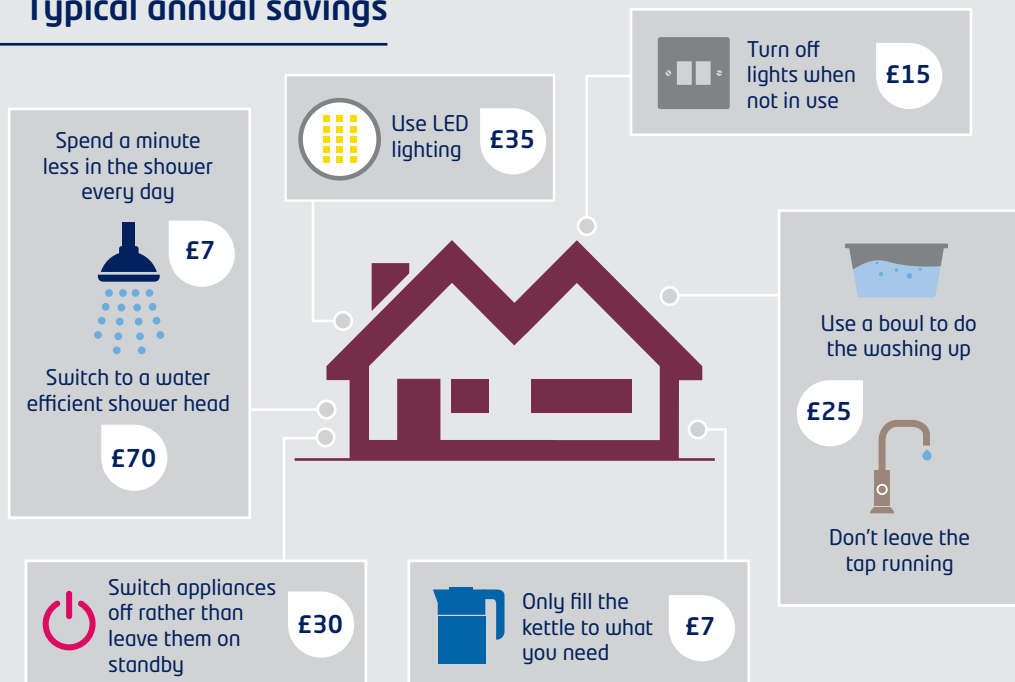 Typical annual savings
Turn off
lights when
not in use
£15
Use LED
lighting
£35
Spend a minute
less in the shower
every day
£7
Switch to a water
efficient shower head
£70
Use a bowl to do
the washing up
£25
Don't leave the
tap running
Switch appliances
off rather than
leave them on
standby
£30
Only fill the
kettle to what
you need
£7